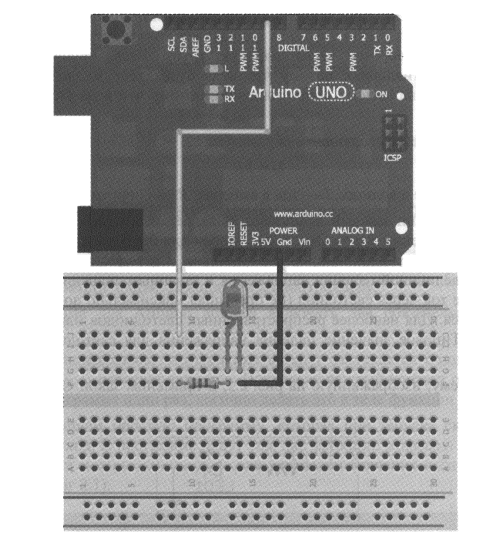 SCL
SDA
AREF
GND
13
12
PWM 11
PWM 10
8
DIGITAL
7
PWM 6
PWM 5
4
PWM 3
2
TX 1
RX 0
L
TX
RX
Arduino UNO
ON
1
ICSP
www.arduino.cc
IOREF
RESET
3V3
POWER
5V Gnd Vin
ANALOG IN
0 1 2 3 4 5